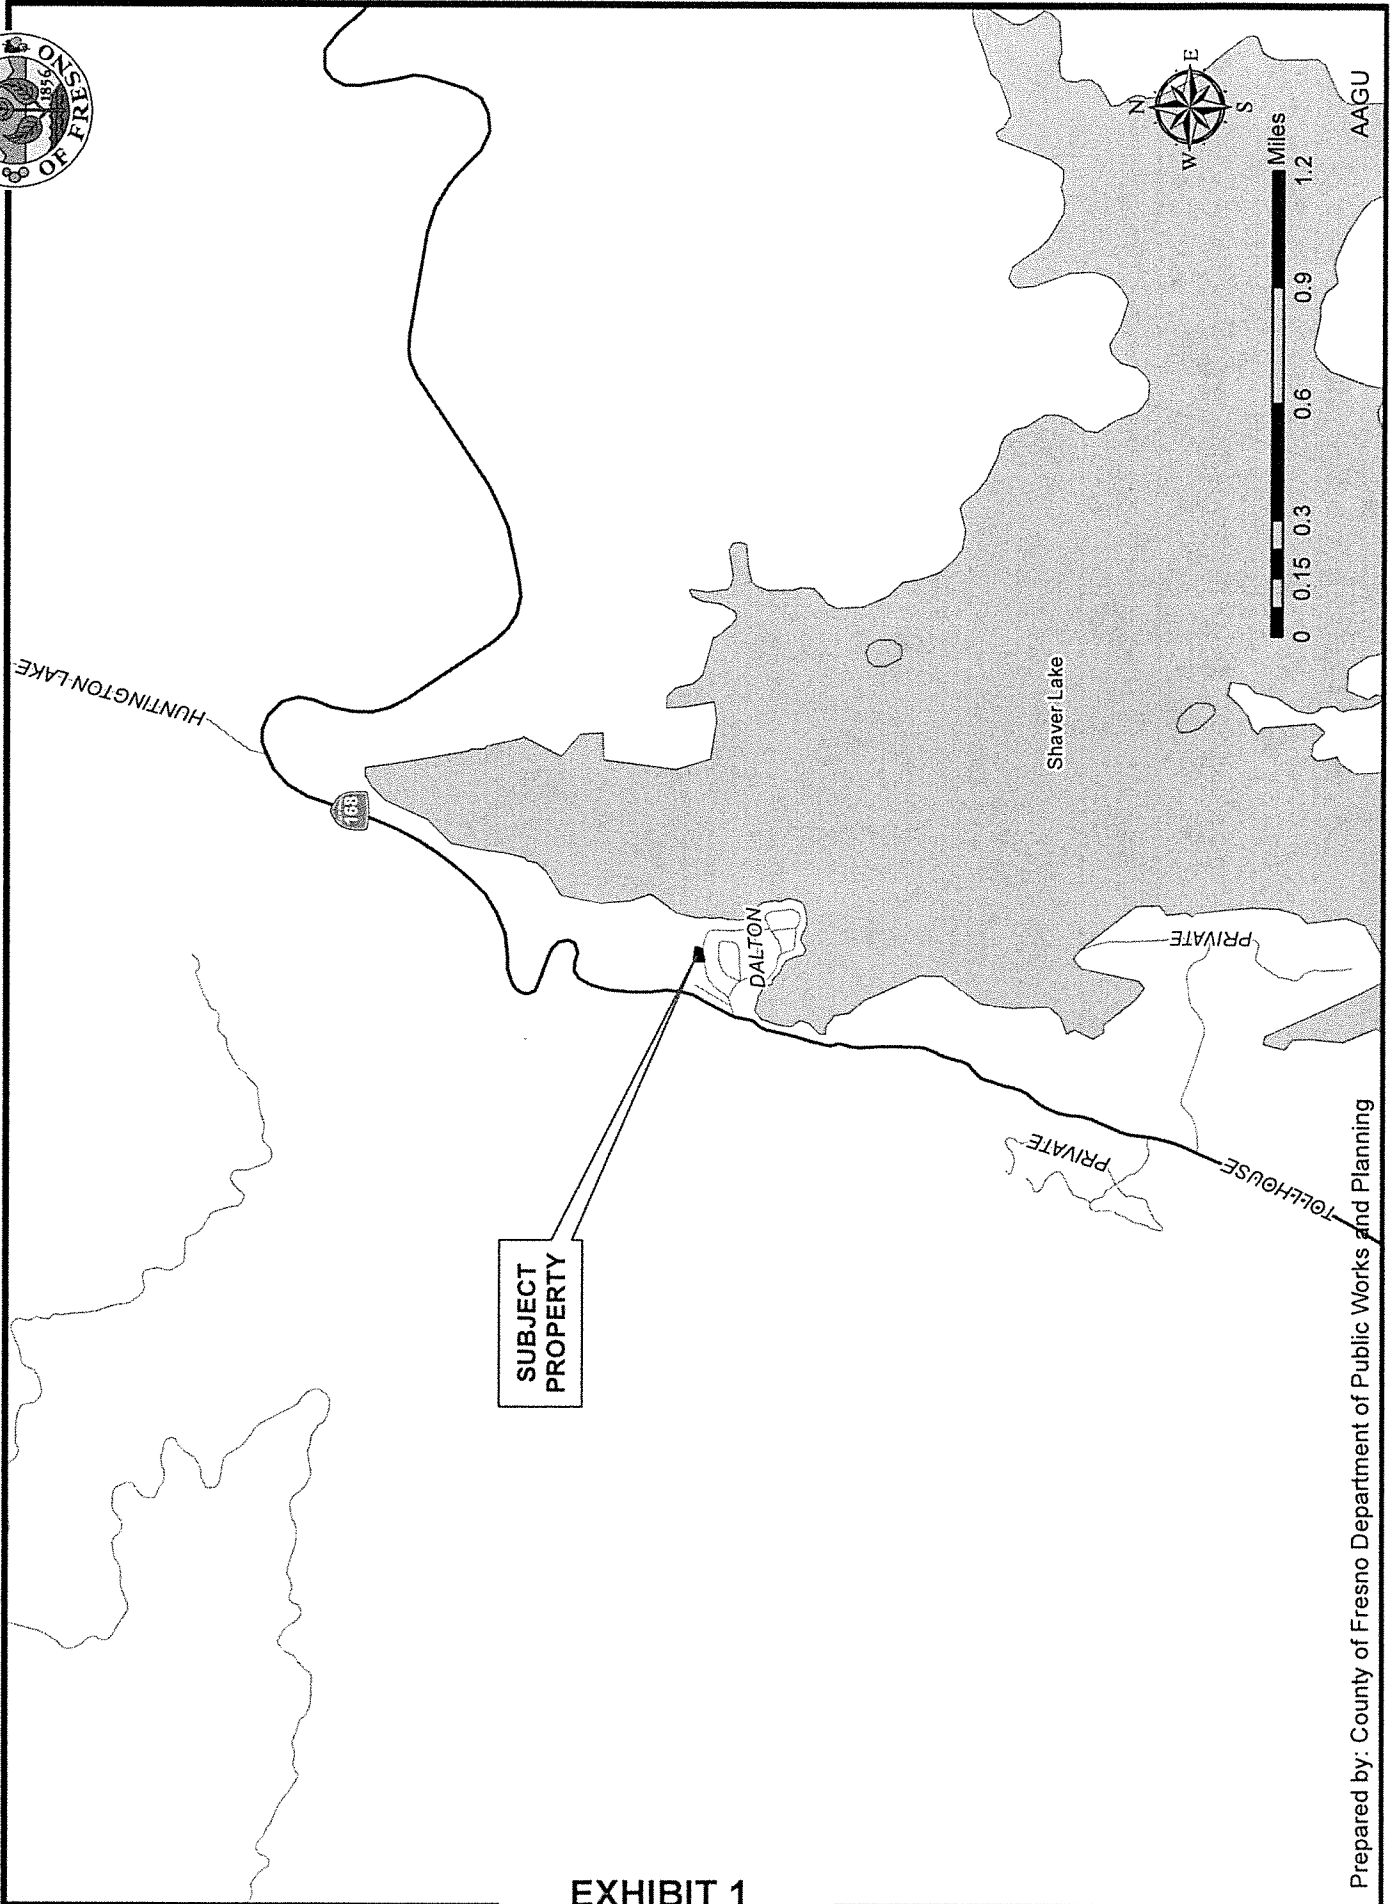 OF FRESNO
1856
HUNTINGTON LAKE
168
SUBJECT
PROPERTY
DALTON
Shaver Lake
PRIVATE
PRIVATE
TOLLHOUSE
N
W
E
S
Miles
0 0.15 0.3 0.6 0.9 1.2
Prepared by: County of Fresno Department of Public Works and Planning
AAGU
EXHIBIT 1